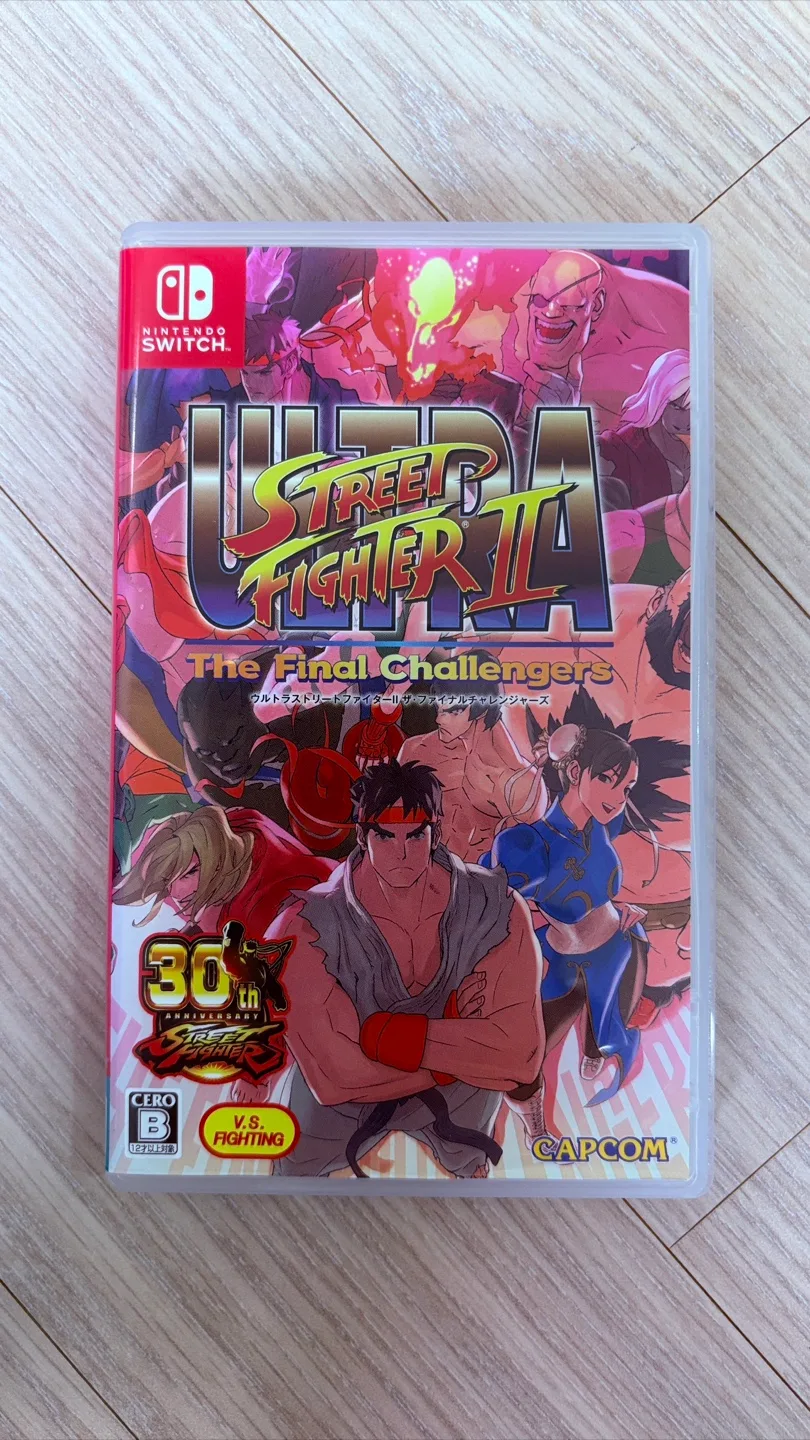 NINTENDO
SWITCH™
ULTRA
STREET
FIGHTER II®
The Final Challengers
ウルトラストリートファイターII ザ・ファイナルチャレンジャーズ
30th
ANNIVERSARY
STREET
FIGHTER
CERO
B
12才以上対象
V.S.
FIGHTING
CAPCOM®